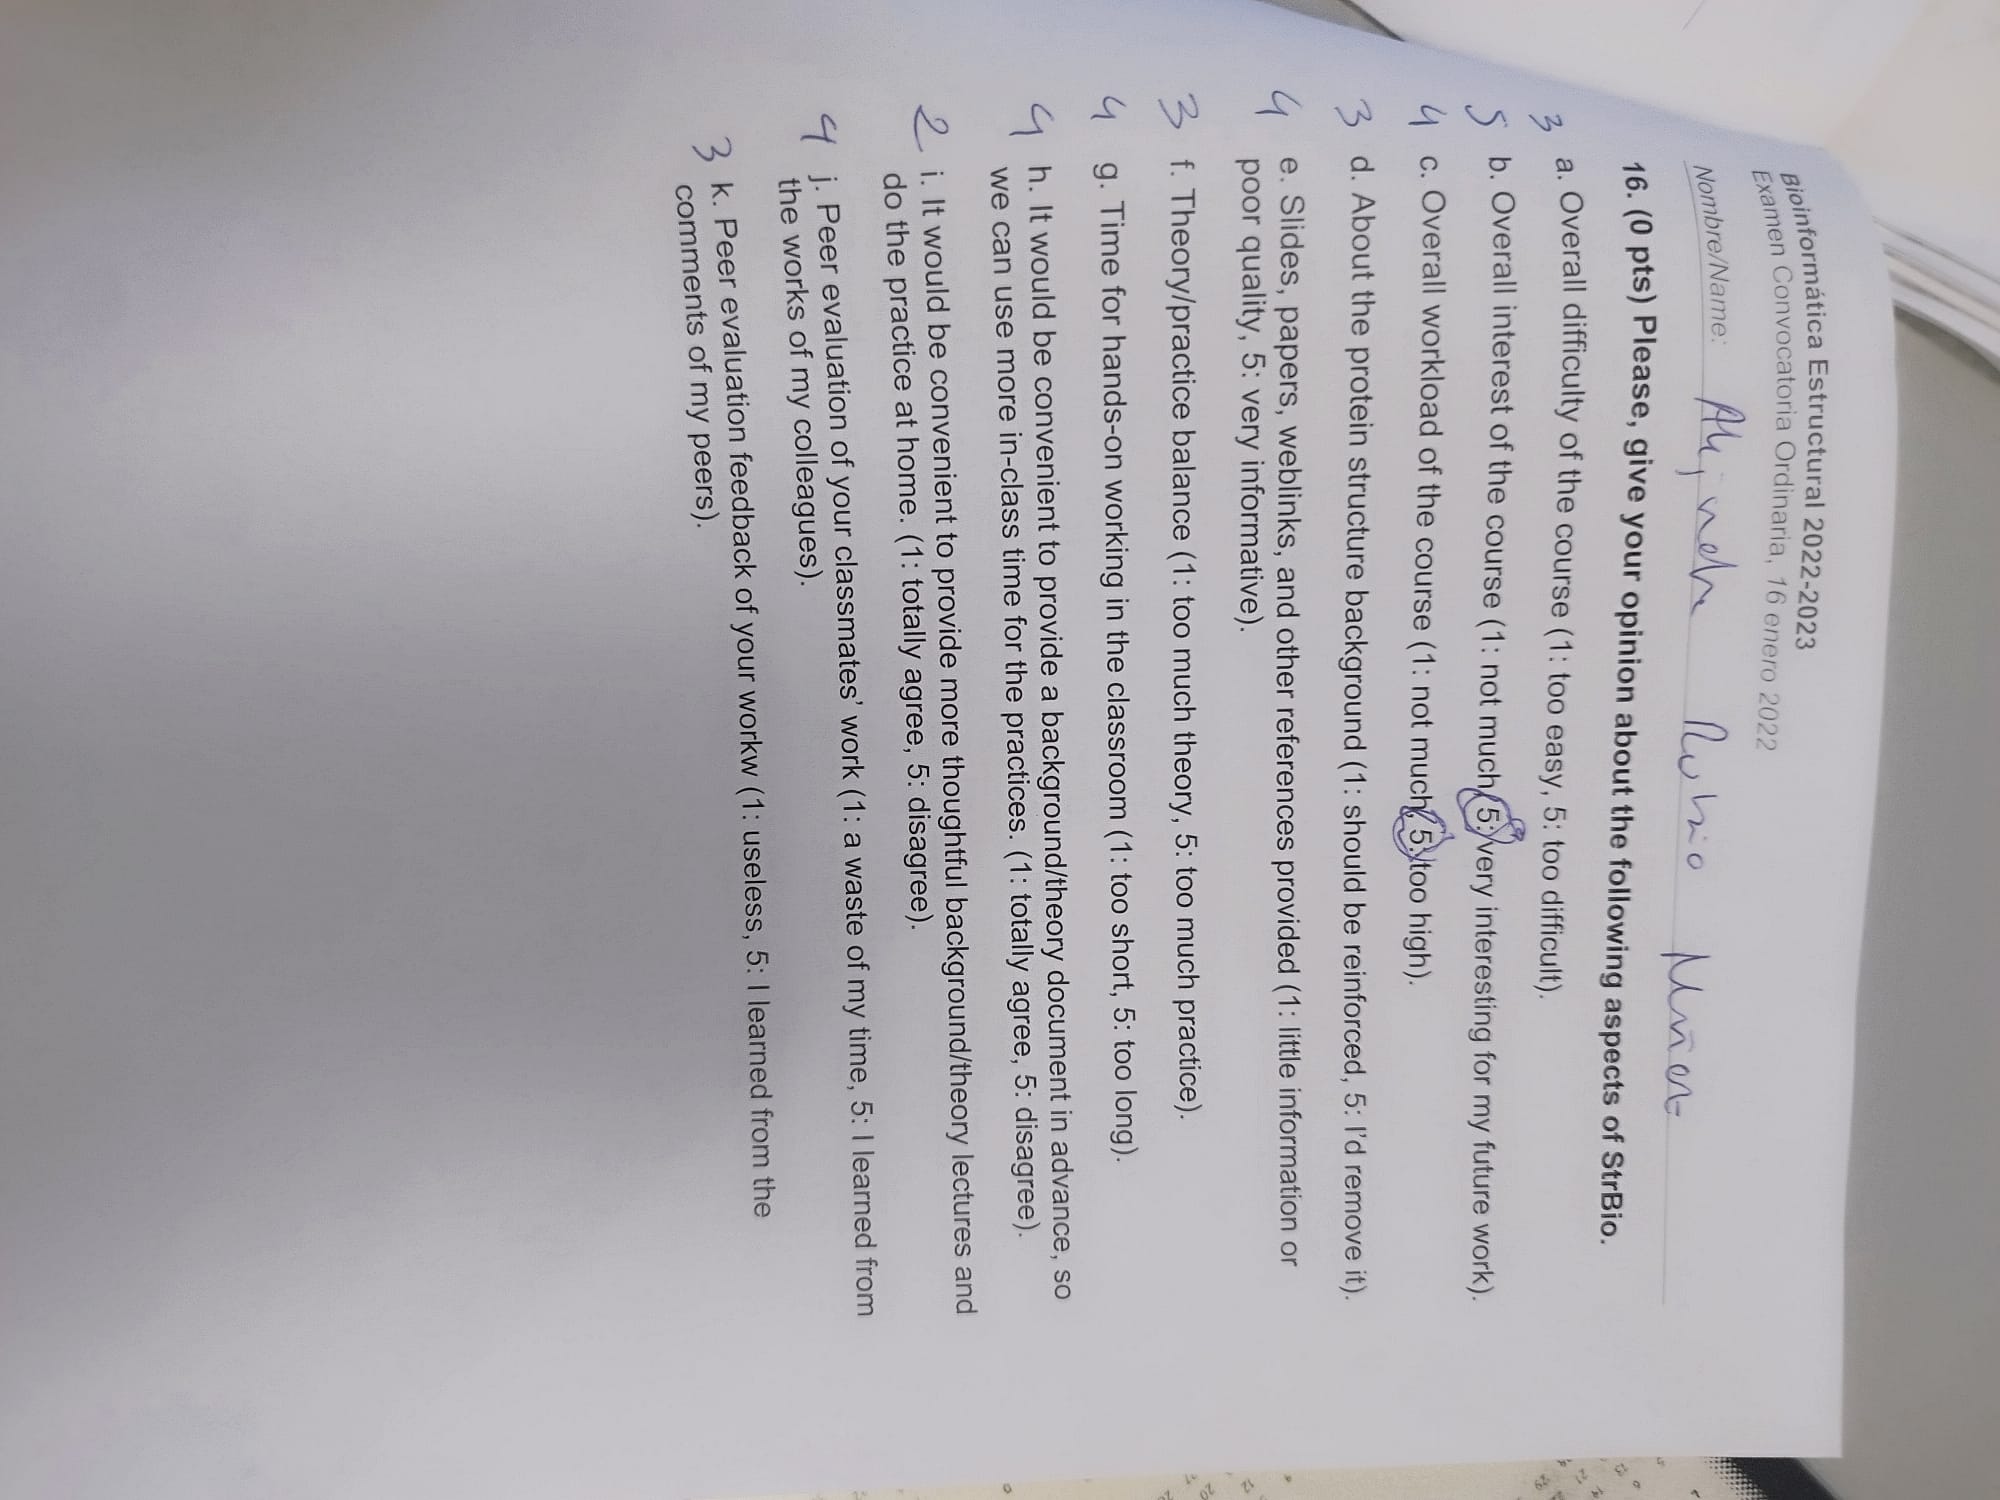 Bioinformática Estructural 2022-2023
Examen Convocatoria Ordinaria, 16 enero 2022
Nombre/Name: Rubio
16. (0 pts) Please, give your opinion about the following aspects of StrBio.
3 a. Overall difficulty of the course (1: too easy, 5: too difficult).
5 b. Overall interest of the course (1: not much, 5: very interesting for my future work).
4 c. Overall workload of the course (1: not much, 5: too high).
3 d. About the protein structure background (1: should be reinforced, 5: I'd remove it).
4 e. Slides, papers, weblinks, and other references provided (1: little information or
poor quality, 5: very informative).
3 f. Theory/practice balance (1: too much theory, 5: too much practice).
4 g. Time for hands-on working in the classroom (1: too short, 5: too long).
4 h. It would be convenient to provide a background/theory document in advance, so
we can use more in-class time for the practices. (1: totally agree, 5: disagree).
2 i. It would be convenient to provide more thoughtful background/theory lectures and
do the practice at home. (1: totally agree, 5: disagree).
4 j. Peer evaluation of your classmates' work (1: a waste of my time, 5: I learned from
the works of my colleagues).
3 k. Peer evaluation feedback of your workw (1: useless, 5: I learned from the
comments of my peers).